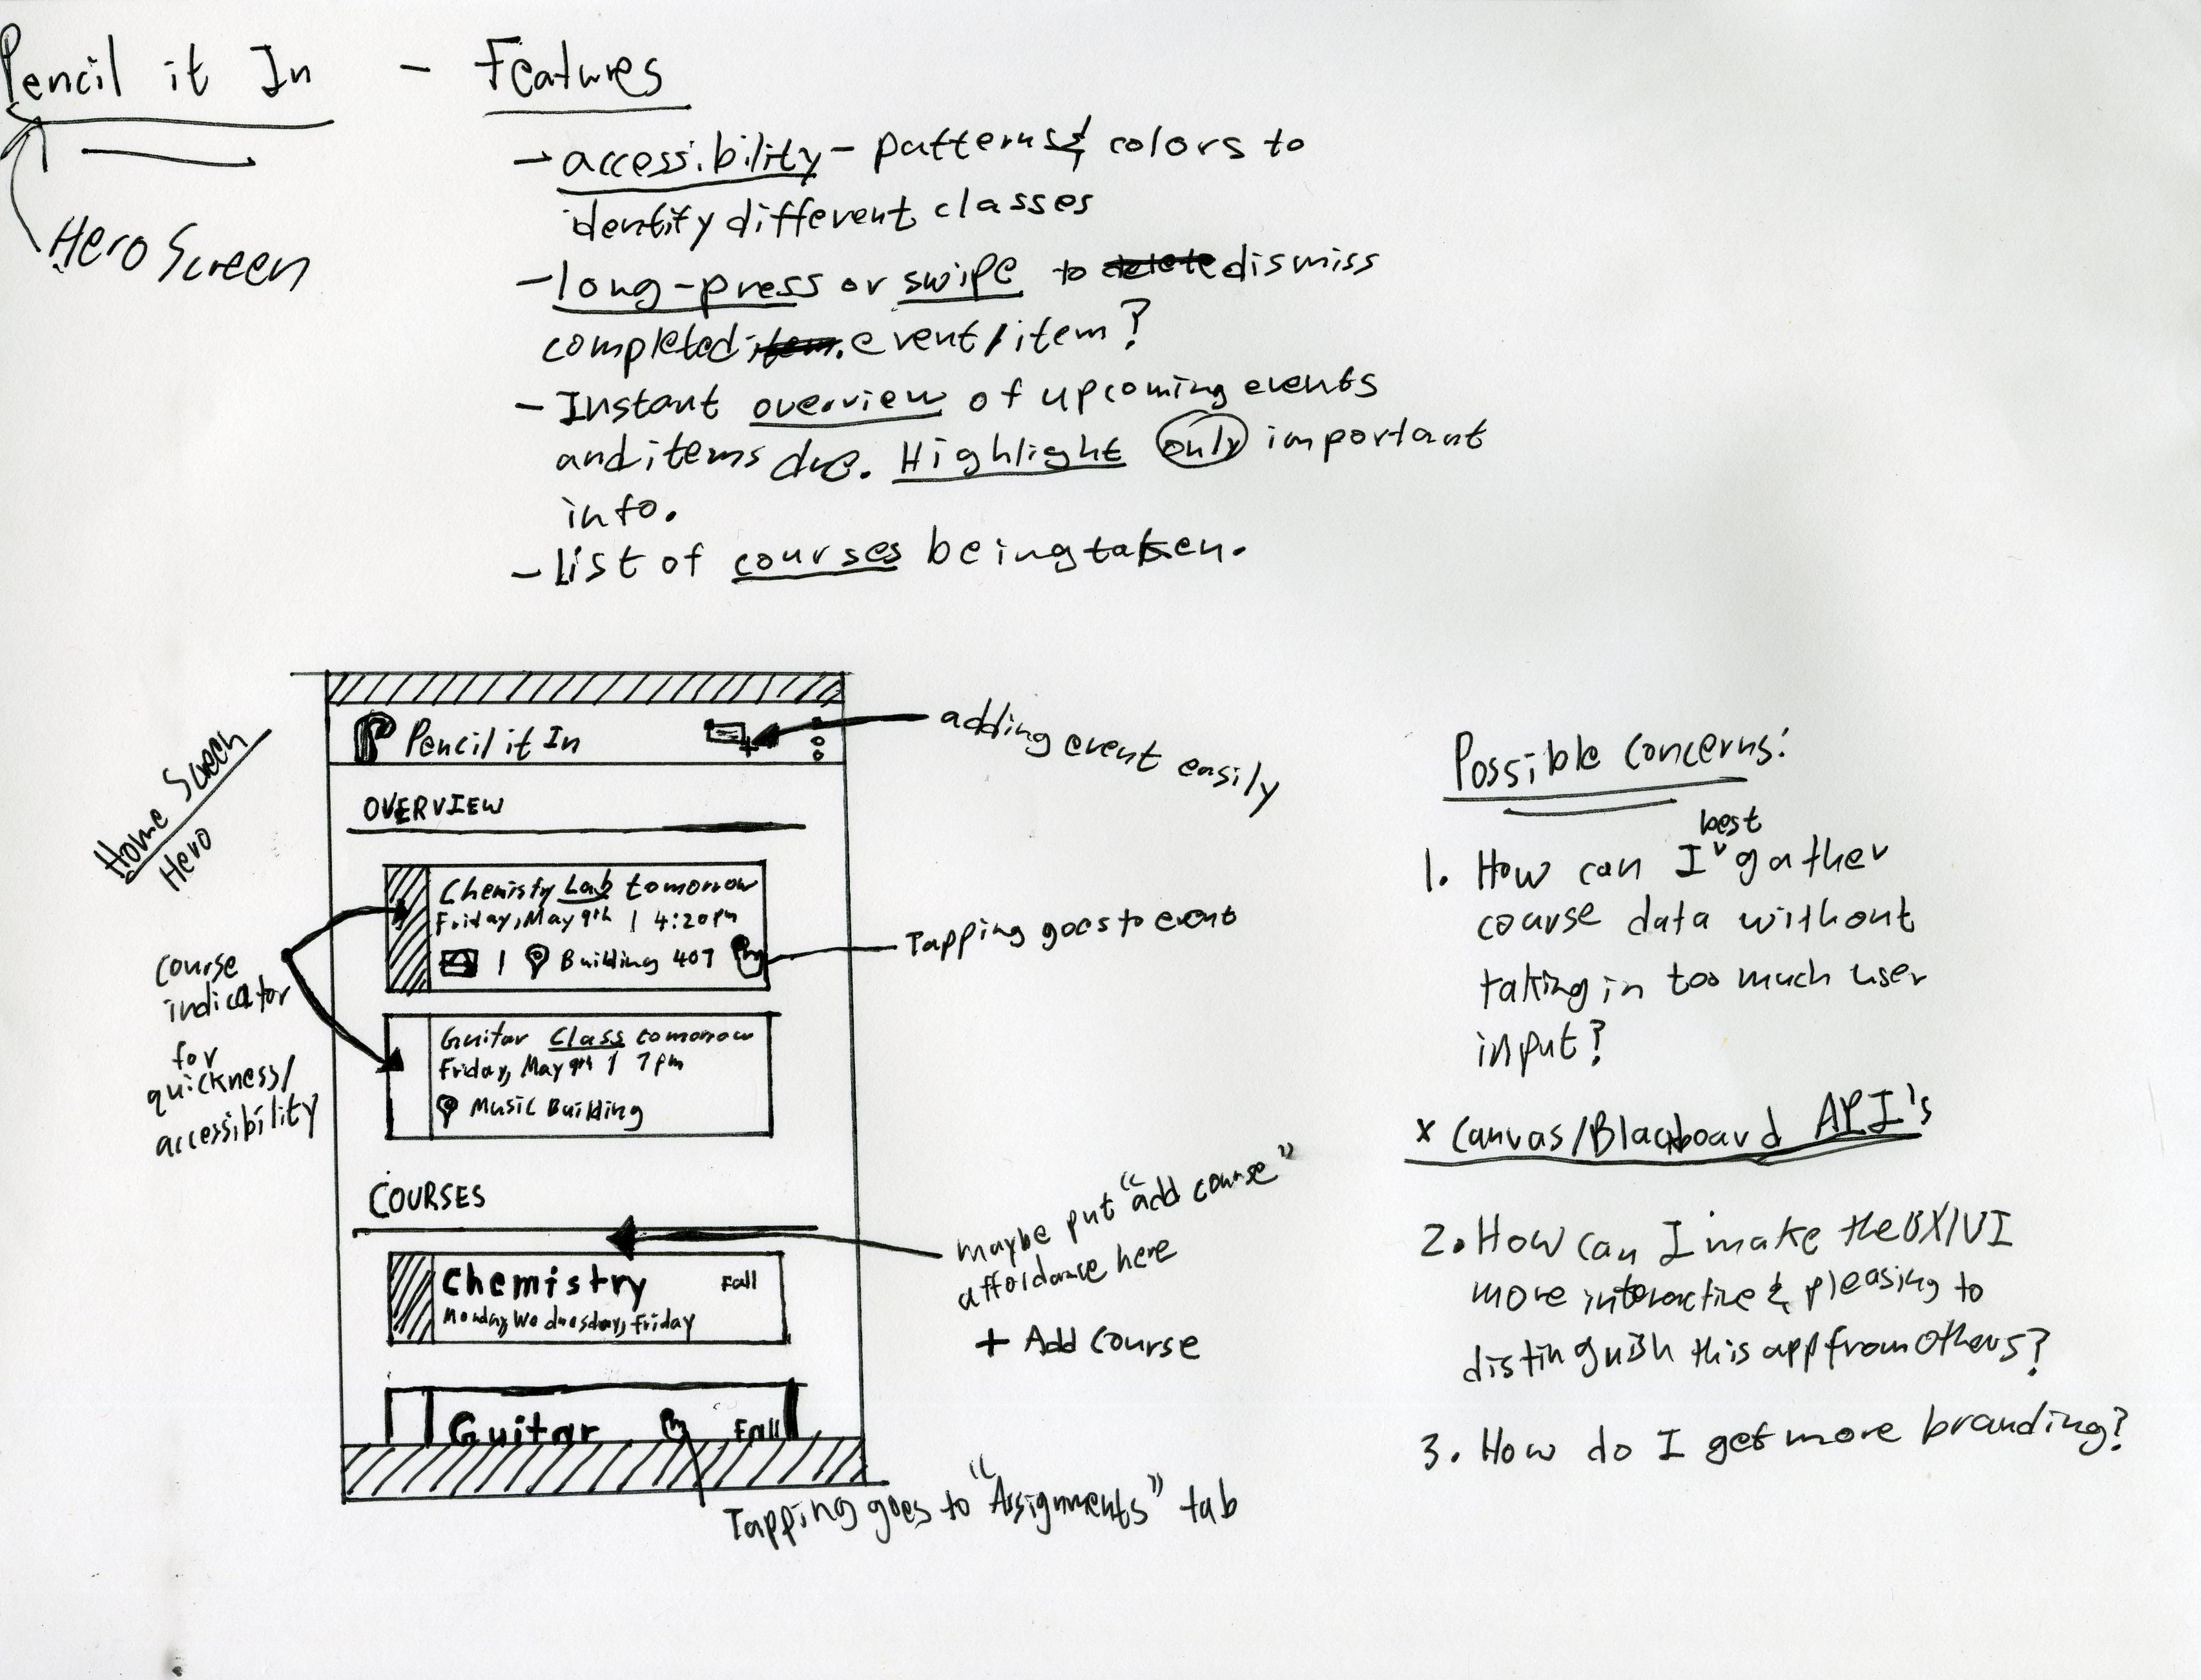 Pencil it In - Features
Hero Screen
- accessibility - patterns & colors to
identify different classes
- long-press or swipe to delete dismiss
completed item. event/item?
- Instant overview of upcoming events
and items due. Highlight only important
info.
- list of courses being taken.
Home Screen
Hero
Pencil it In
adding event easily
OVERVIEW
Chemistry Lab tomorrow
Friday, May 9th | 4:20pm
| Building 407
Tapping goes to event
course
indicator
for
quickness/
accessibility
Guitar Class tomorrow
Friday, May 9th | 7pm
Music Building
COURSES
maybe put "add course"
affordance here
+ Add Course
Chemistry Fall
Monday, Wednesday, Friday
Guitar Fall
Tapping goes to "Assignments" tab
Possible Concerns:
best
1. How can I gather
course data without
taking in too much user
input?
x Canvas/Blackboard API's
2. How can I make the UX/UI
more interactive & pleasing to
distinguish this app from others?
3. How do I get more branding?